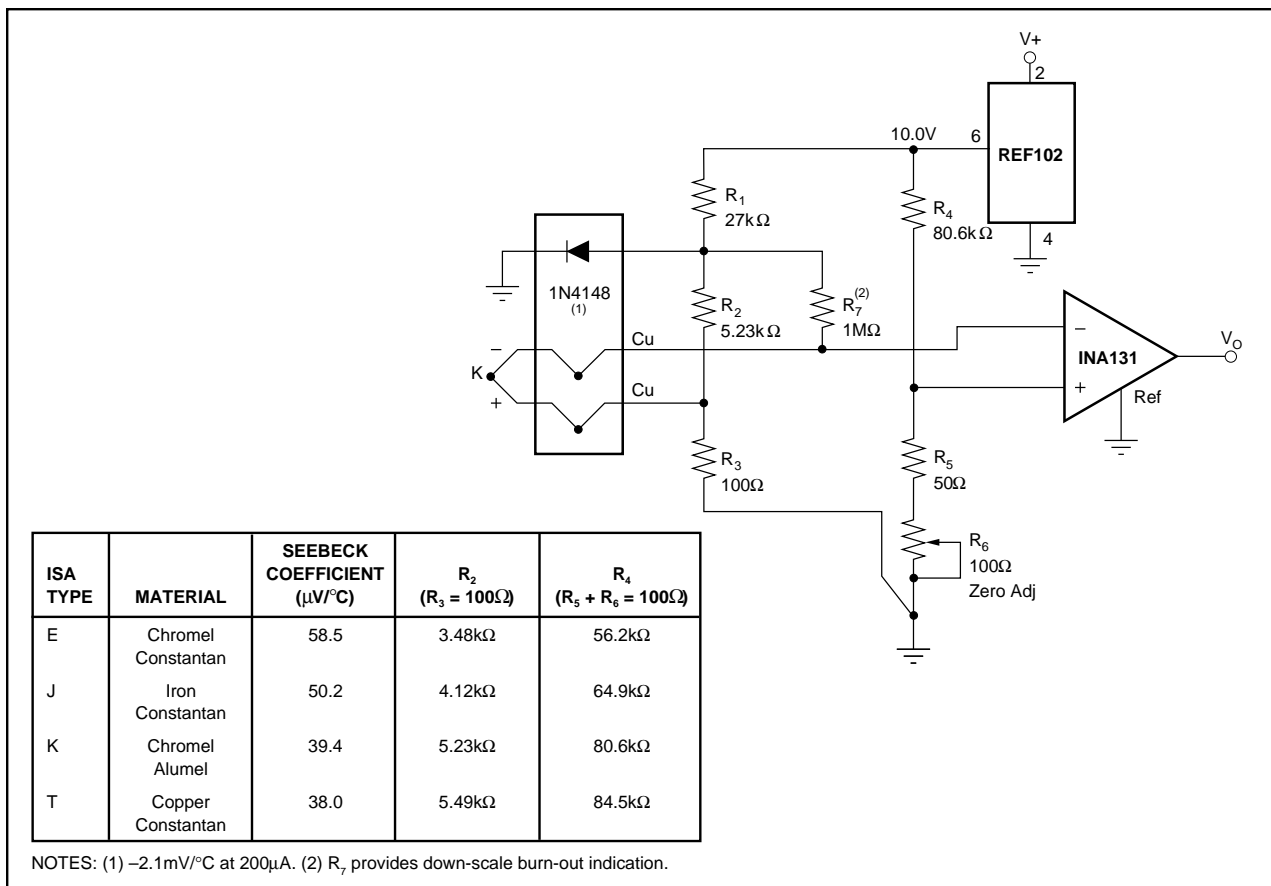 V+
2
10.0V
6
REF102
R1
27kΩ
R4
80.6kΩ
4
1N4148
(1)
R2
5.23kΩ
R7(2)
1MΩ
Cu
–
VO
INA131
–
K
+
Cu
+
Ref
R3
100Ω
R5
50Ω
R6
100Ω
Zero Adj
ISA TYPE
MATERIAL
SEEBECK COEFFICIENT (µV/°C)
R2 (R3 = 100Ω)
R4 (R5 + R6 = 100Ω)
E
Chromel
Constantan
58.5
3.48kΩ
56.2kΩ
J
Iron
Constantan
50.2
4.12kΩ
64.9kΩ
K
Chromel
Alumel
39.4
5.23kΩ
80.6kΩ
T
Copper
Constantan
38.0
5.49kΩ
84.5kΩ
NOTES: (1) –2.1mV/°C at 200µA. (2) R7 provides down-scale burn-out indication.